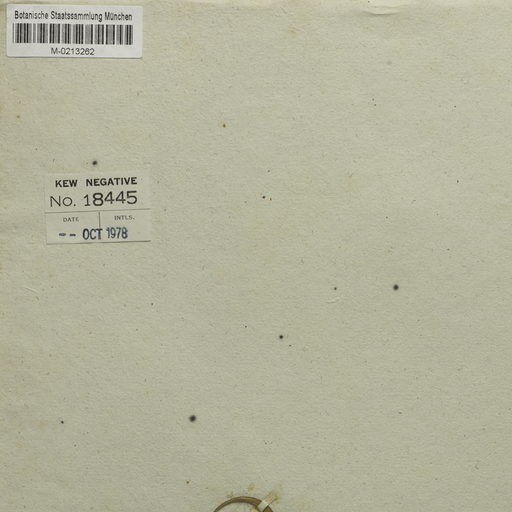 Botanische Staatssammlung München
M-0213262
KEW NEGATIVE
No. 18445
DATE INTLS.
-- OCT 1978